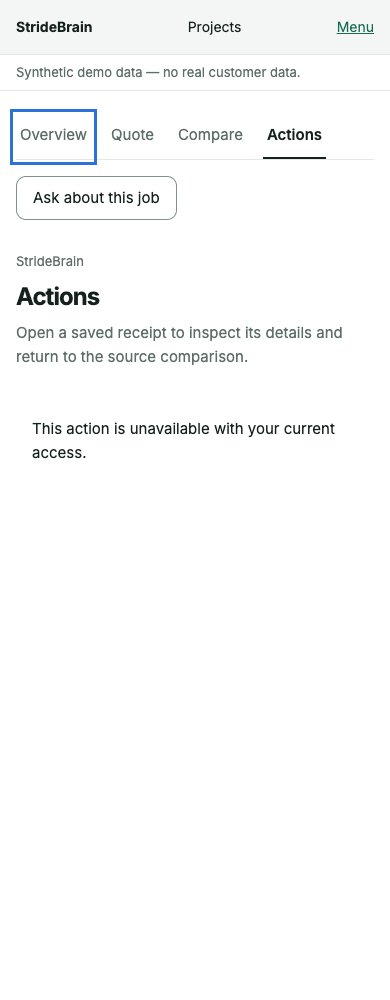 StrideBrain Projects Menu
Synthetic demo data — no real customer data.
Overview Quote Compare Actions
Ask about this job
StrideBrain
Actions
Open a saved receipt to inspect its details and
return to the source comparison.
This action is unavailable with your current
access.